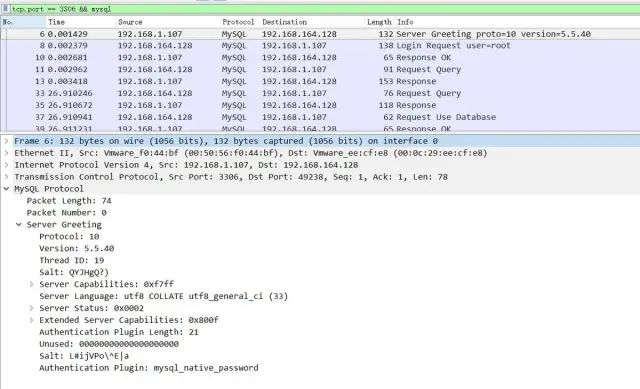 tcp.port == 3306 && mysql
No. Time Source Protocol Destination Length Info
6 0.001429 192.168.1.107 MySQL 192.168.164.128 132 Server Greeting proto=10 version=5.5.40
8 0.002379 192.168.164.128 MySQL 192.168.1.107 138 Login Request user=root
10 0.002681 192.168.1.107 MySQL 192.168.164.128 65 Response OK
11 0.002962 192.168.164.128 MySQL 192.168.1.107 91 Request Query
13 0.003418 192.168.1.107 MySQL 192.168.164.128 153 Response
33 26.910246 192.168.164.128 MySQL 192.168.1.107 76 Request Query
35 26.910672 192.168.1.107 MySQL 192.168.164.128 118 Response
37 26.910941 192.168.164.128 MySQL 192.168.1.107 62 Request Use Database
39 26.911231 192.168.1.107 MySQL 192.168.164.128 65 Response OK
Frame 6: 132 bytes on wire (1056 bits), 132 bytes captured (1056 bits) on interface 0
Ethernet II, Src: Vmware_f0:44:bf (00:50:56:f0:44:bf), Dst: Vmware_ee:cf:e8 (00:0c:29:ee:cf:e8)
Internet Protocol Version 4, Src: 192.168.1.107, Dst: 192.168.164.128
Transmission Control Protocol, Src Port: 3306, Dst Port: 49238, Seq: 1, Ack: 1, Len: 78
MySQL Protocol
Packet Length: 74
Packet Number: 0
Server Greeting
Protocol: 10
Version: 5.5.40
Thread ID: 19
Salt: QYJHgQ?)
Server Capabilities: 0xf7ff
Server Language: utf8 COLLATE utf8_general_ci (33)
Server Status: 0x0002
Extended Server Capabilities: 0x800f
Authentication Plugin Length: 21
Unused: 00000000000000000000
Salt: L#ijVPo\^E|a
Authentication Plugin: mysql_native_password